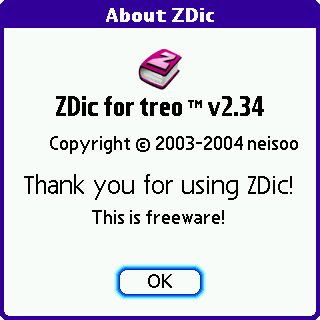 About ZDic
Z
ZDic for treo ™ v2.34
Copyright © 2003-2004 neisoo
Thank you for using ZDic!
This is freeware!
OK